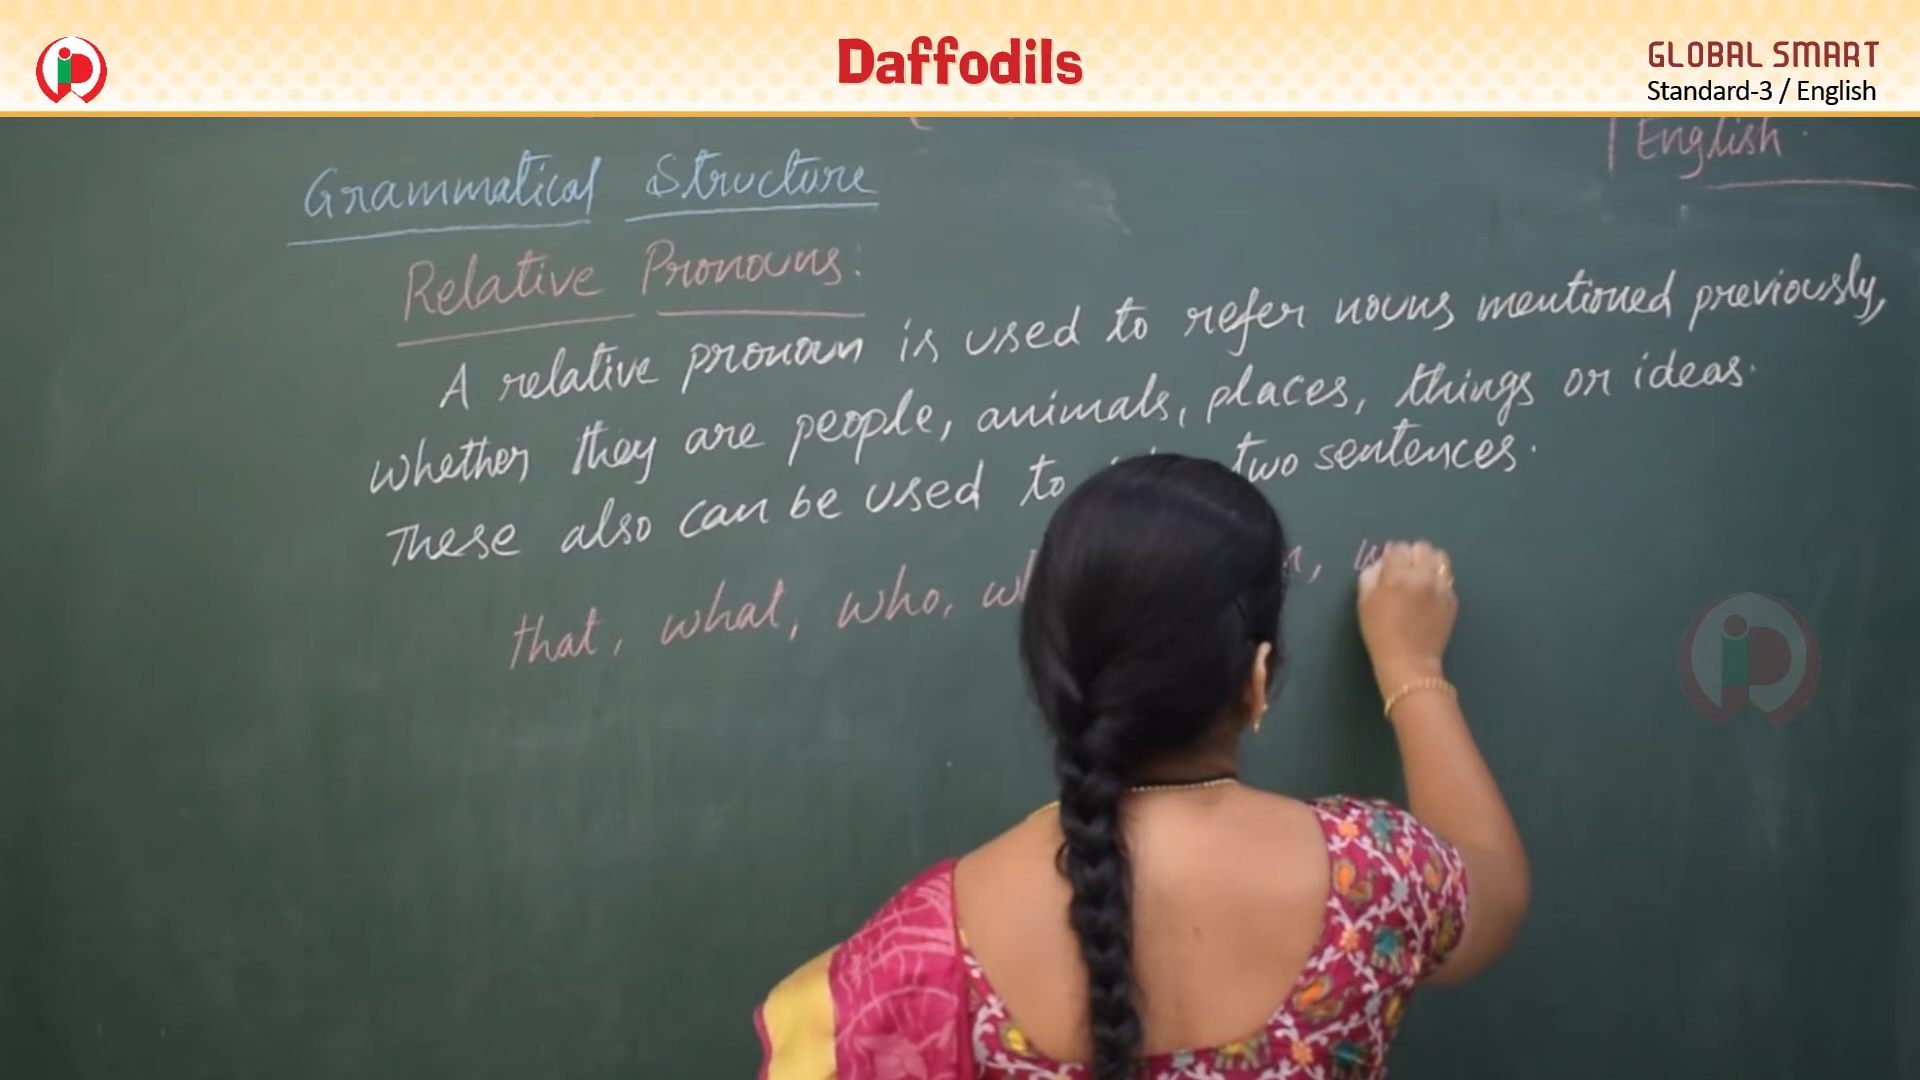 Daffodils
GLOBAL SMART
Standard-3 / English
English
Grammatical Structure
Relative Pronouns:
A relative pronoun is used to refer nouns mentioned previously,
whether they are people, animals, places, things or ideas.
These also can be used to two sentences.
that, what, who,